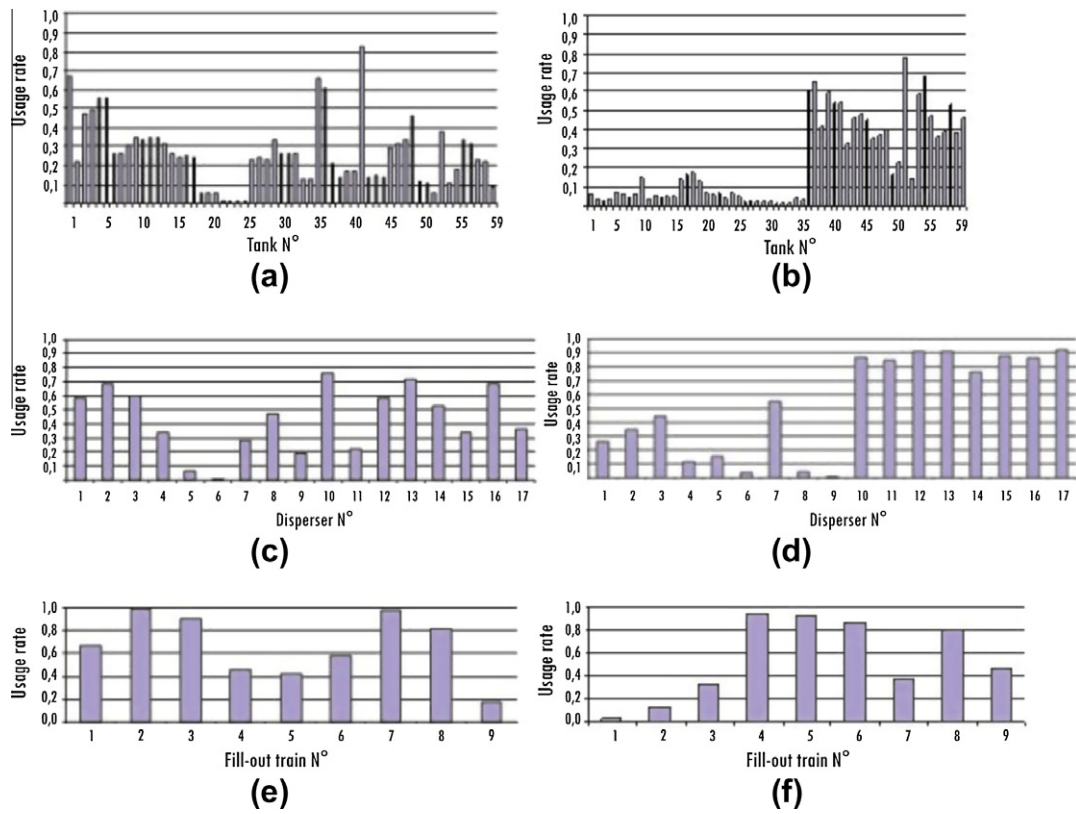 1,0
0,9
0,8
0,7
0,6
0,5
0,4
0,3
0,2
0,1
Usage rate
1 5 10 15 20 25 30 35 40 45 50 55 59
Tank N°
(a)
1,0
0,9
0,8
0,7
0,6
0,5
0,4
0,3
0,2
0,1
Usage rate
1 5 10 15 20 25 30 35 40 50 55 59
Tank N°
(b)
1,0
0,9
0,8
0,7
0,6
0,5
0,4
0,3
0,2
0,1
Usage rate
1 2 3 4 5 6 7 8 9 10 11 12 13 14 15 16 17
Disperser N°
(c)
1,0
0,9
0,8
0,7
0,6
0,5
0,4
0,3
0,2
0,1
Usage rate
1 2 3 4 5 6 7 8 9 10 11 12 13 14 15 16 17
Disperser N°
(d)
1,0
0,8
0,6
0,4
0,2
0,0
Usage rate
1 2 3 4 5 6 7 8 9
Fill-out train N°
(e)
1,0
0,8
0,6
0,4
0,2
0,0
Usage rate
1 2 3 4 5 6 7 8 9
Fill-out train N°
(f)